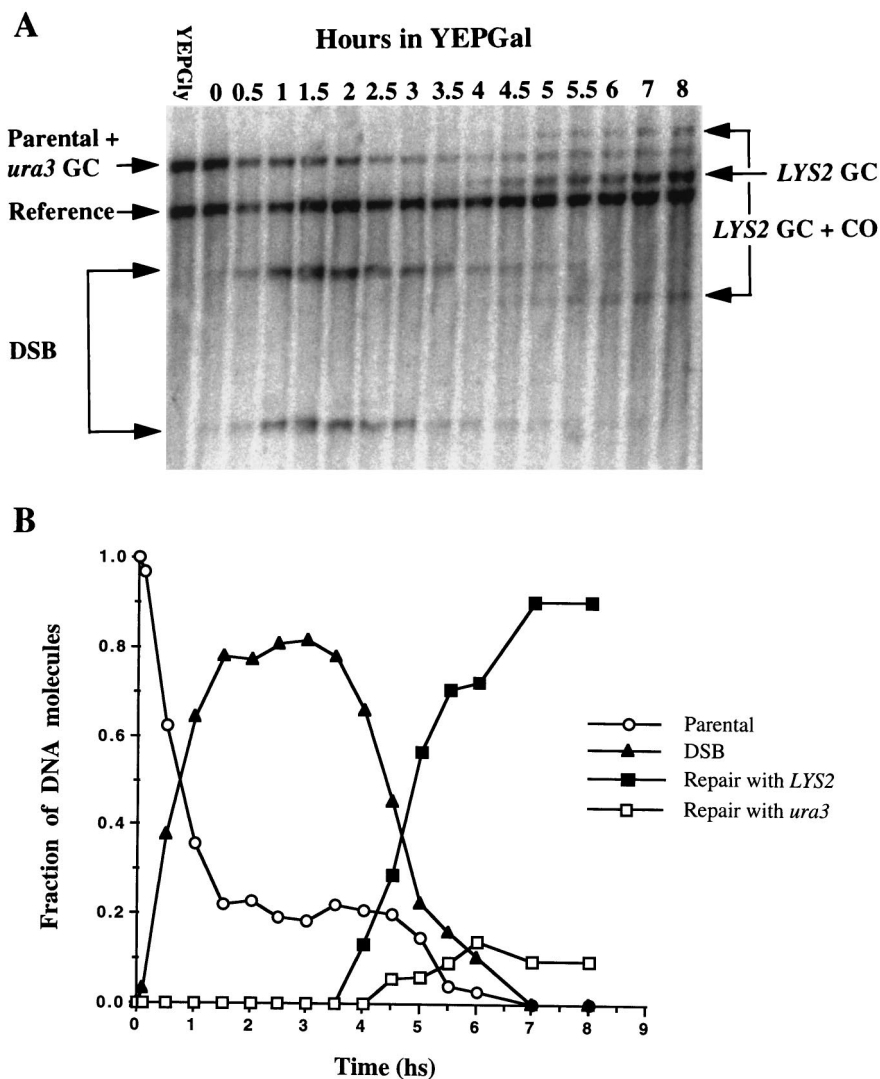 A
Hours in YEPGal
YEPGly
0 0.5 1 1.5 2 2.5 3 3.5 4 4.5 5 5.5 6 7 8
Parental +
ura3 GC
Reference
DSB
LYS2 GC
LYS2 GC + CO
B
Fraction of DNA molecules
1.0
0.8
0.6
0.4
0.2
0.0
0 1 2 3 4 5 6 7 8 9
Time (hs)
Parental
DSB
Repair with LYS2
Repair with ura3